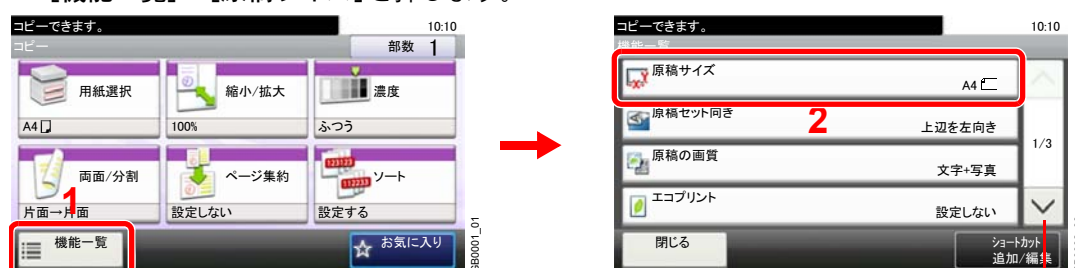 [機能一覧] [原稿サイズ] を押します。
コピーできます。 10:10
コピー 部数 1
用紙選択 縮小/拡大 濃度
A4 100% ふつう
両面/分割 ページ集約 ソート
1
片面→片面 設定しない 設定する
機能一覧 お気に入り
コピーできます。 10:10
機能一覧
原稿サイズ
A4
原稿セット向き
2
上辺を左向き
1/3
原稿の画質
文字+写真
エコプリント
設定しない
閉じる ショートカット
追加/編集